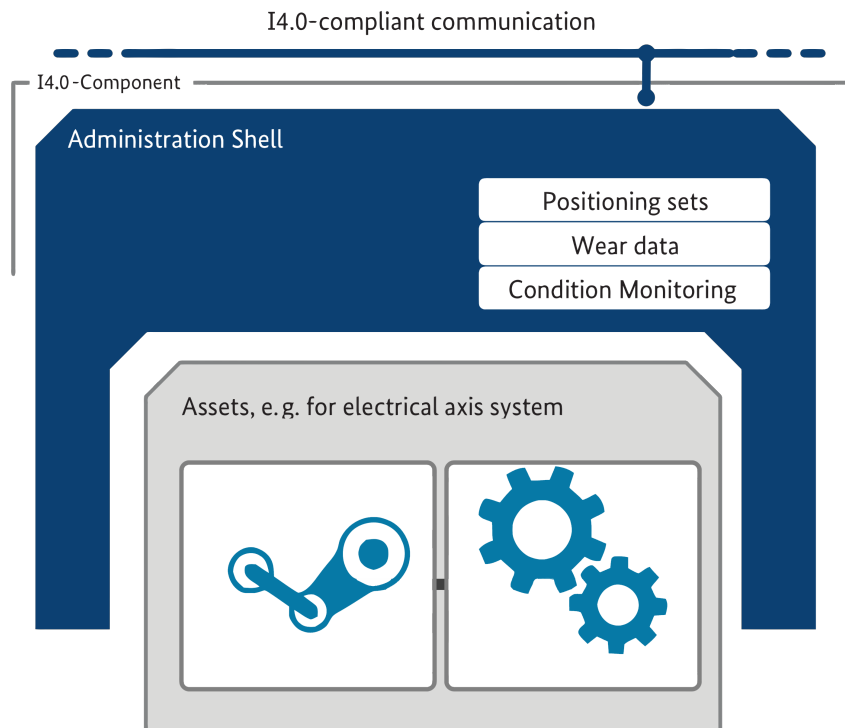 I4.0-compliant communication
I4.0-Component
Administration Shell
Positioning sets
Wear data
Condition Monitoring
Assets, e.g. for electrical axis system